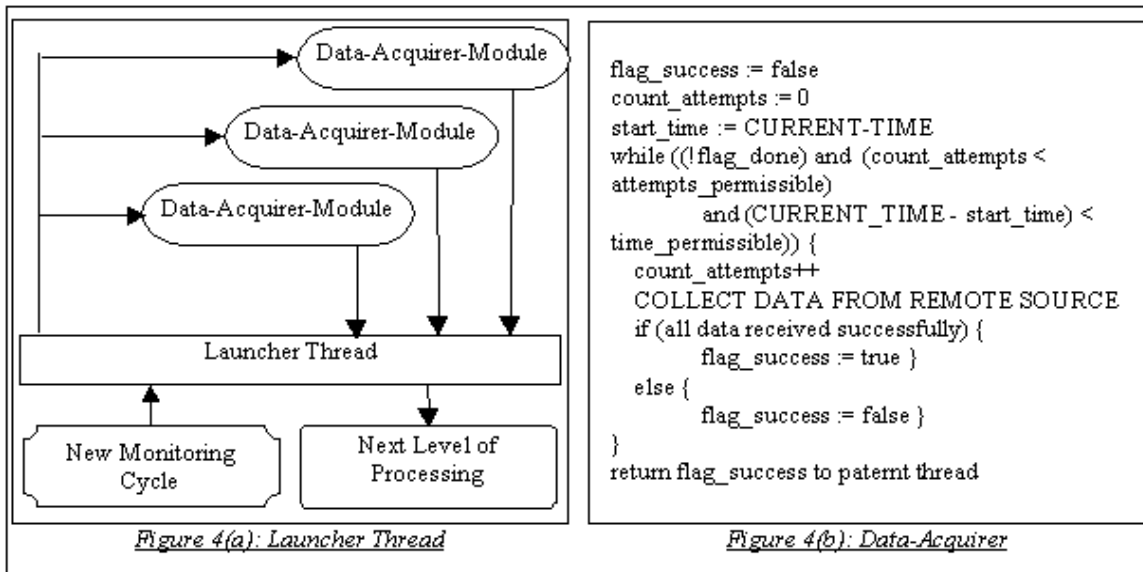 Data-Acquirer-Module
Data-Acquirer-Module
Data-Acquirer-Module
Launcher Thread
New Monitoring
Cycle
Next Level of
Processing
Figure 4(a): Launcher Thread
flag_success := false
count_attempts := 0
start_time := CURRENT-TIME
while ((!flag_done) and (count_attempts <
attempts_permissible)
and (CURRENT_TIME - start_time) <
time_permissible)) {
count_attempts++
COLLECT DATA FROM REMOTE SOURCE
if (all data received successfully) {
flag_success := true }
else {
flag_success := false }
}
return flag_success to paternt thread
Figure 4(b): Data-Acquirer